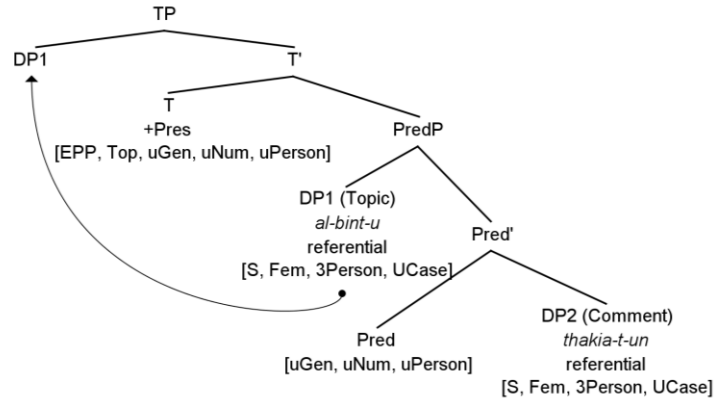 TP
DP1 T'
T
+Pres
[EPP, Top, uGen, uNum, uPerson]
PredP
DP1 (Topic)
al-bint-u
referential
[S, Fem, 3Person, UCase]
Pred'
Pred
[uGen, uNum, uPerson]
DP2 (Comment)
thakia-t-un
referential
[S, Fem, 3Person, UCase]